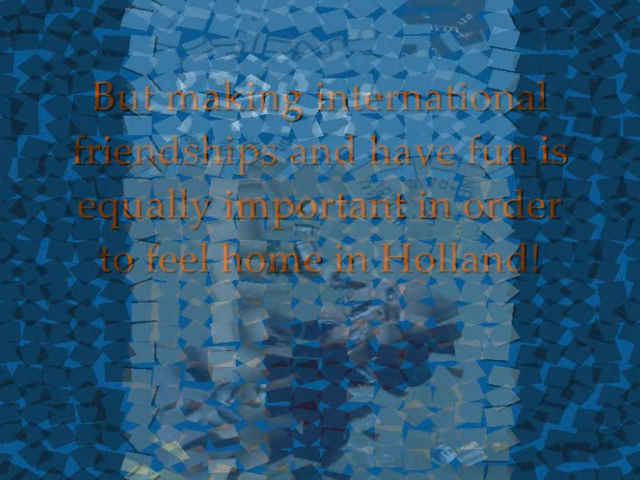 But making international
friendships and have fun is
equally important in order
to feel home in Holland!